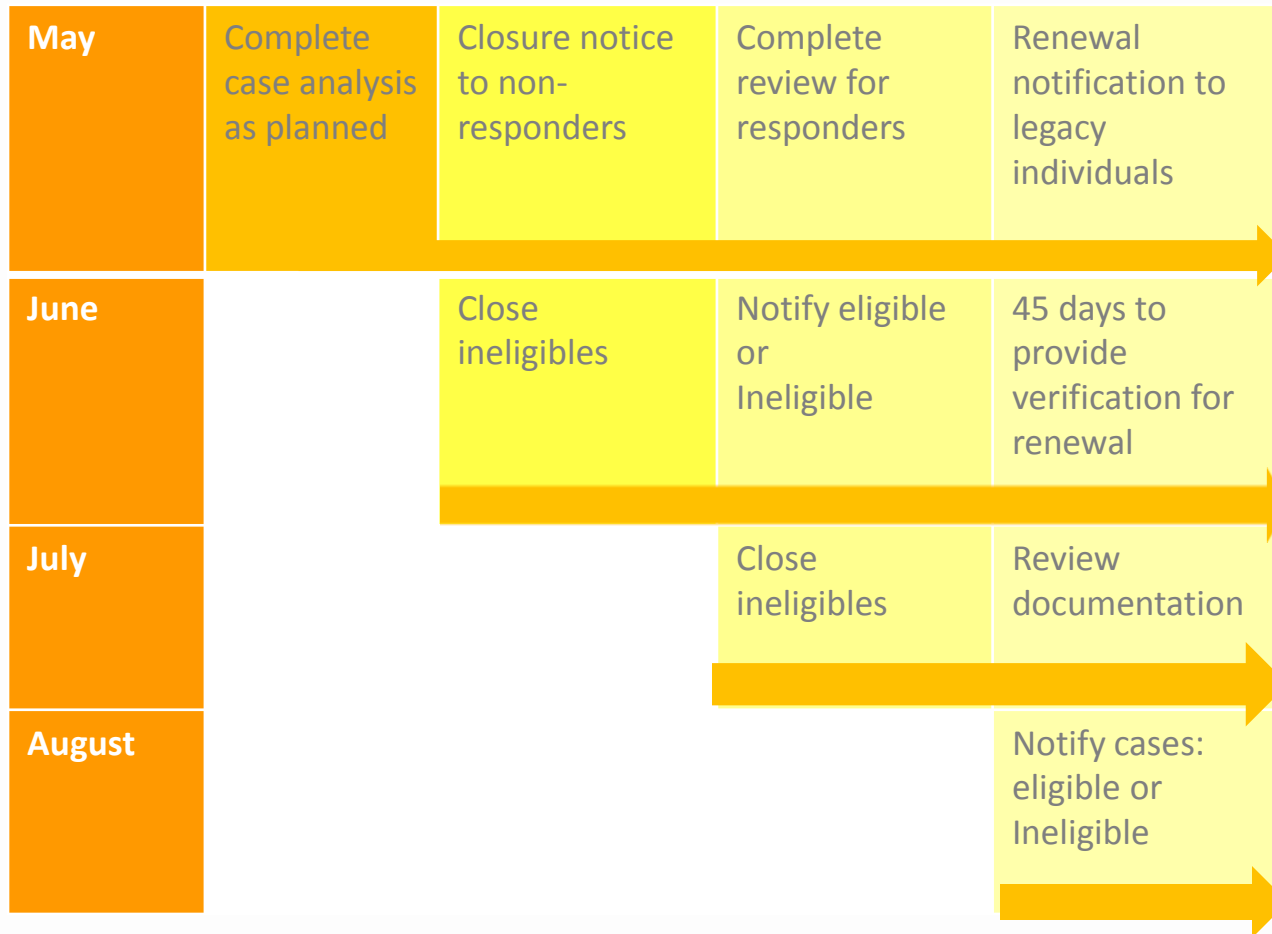 May
Complete
case analysis
as planned
Closure notice
to non-
responders
Complete
review for
responders
Renewal
notification to
legacy
individuals
June
Close
ineligibles
Notify eligible
or
Ineligible
45 days to
provide
verification for
renewal
July
Close
ineligibles
Review
documentation
August
Notify cases:
eligible or
Ineligible